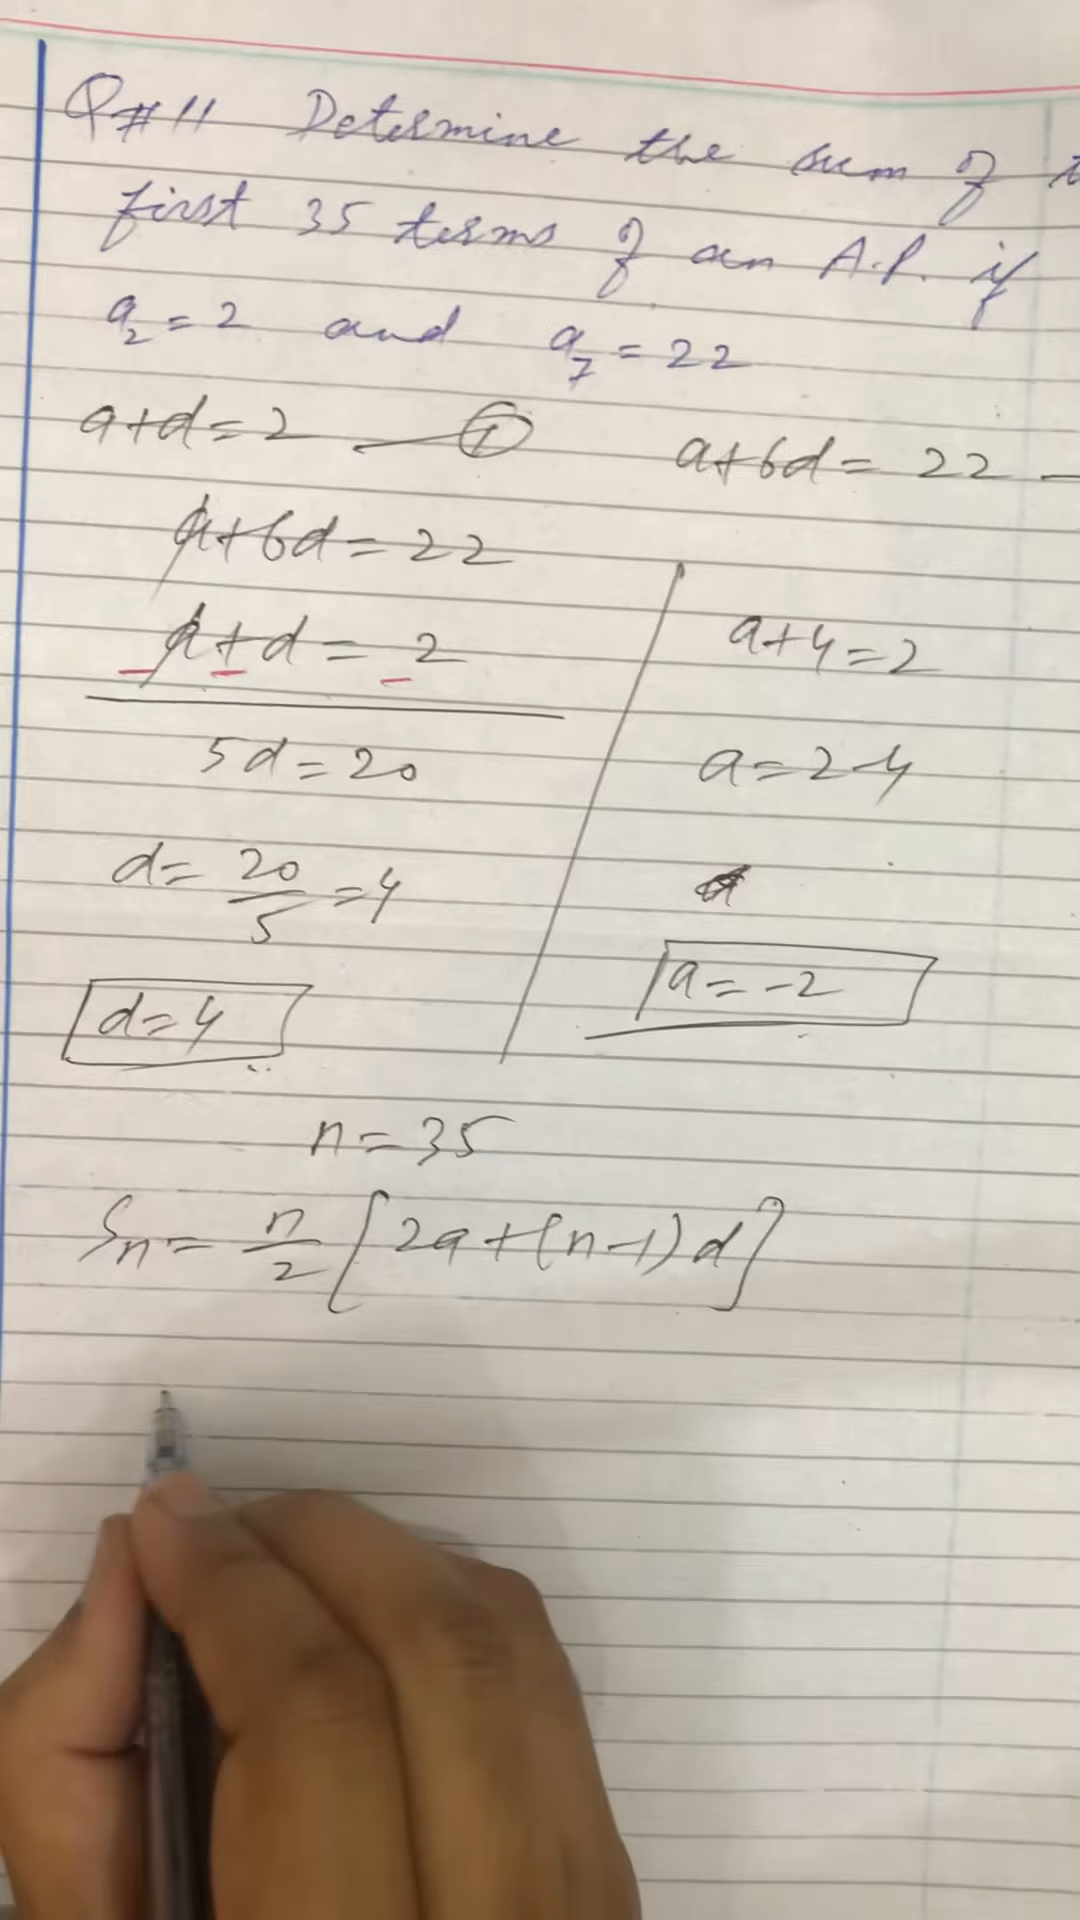 Q#11 Determine the sum of
first 35 terms of an A.P. if
a₂ = 2 and a₇ = 22
a+d=2 — ① a+6d = 22 —
a+6d = 22
a+d = 2
5d=20
d= 20/5 =4
d=4
a+4=2
a=2-4
a=-2
n=35
Sn= n/2 [2a+(n-1)d]